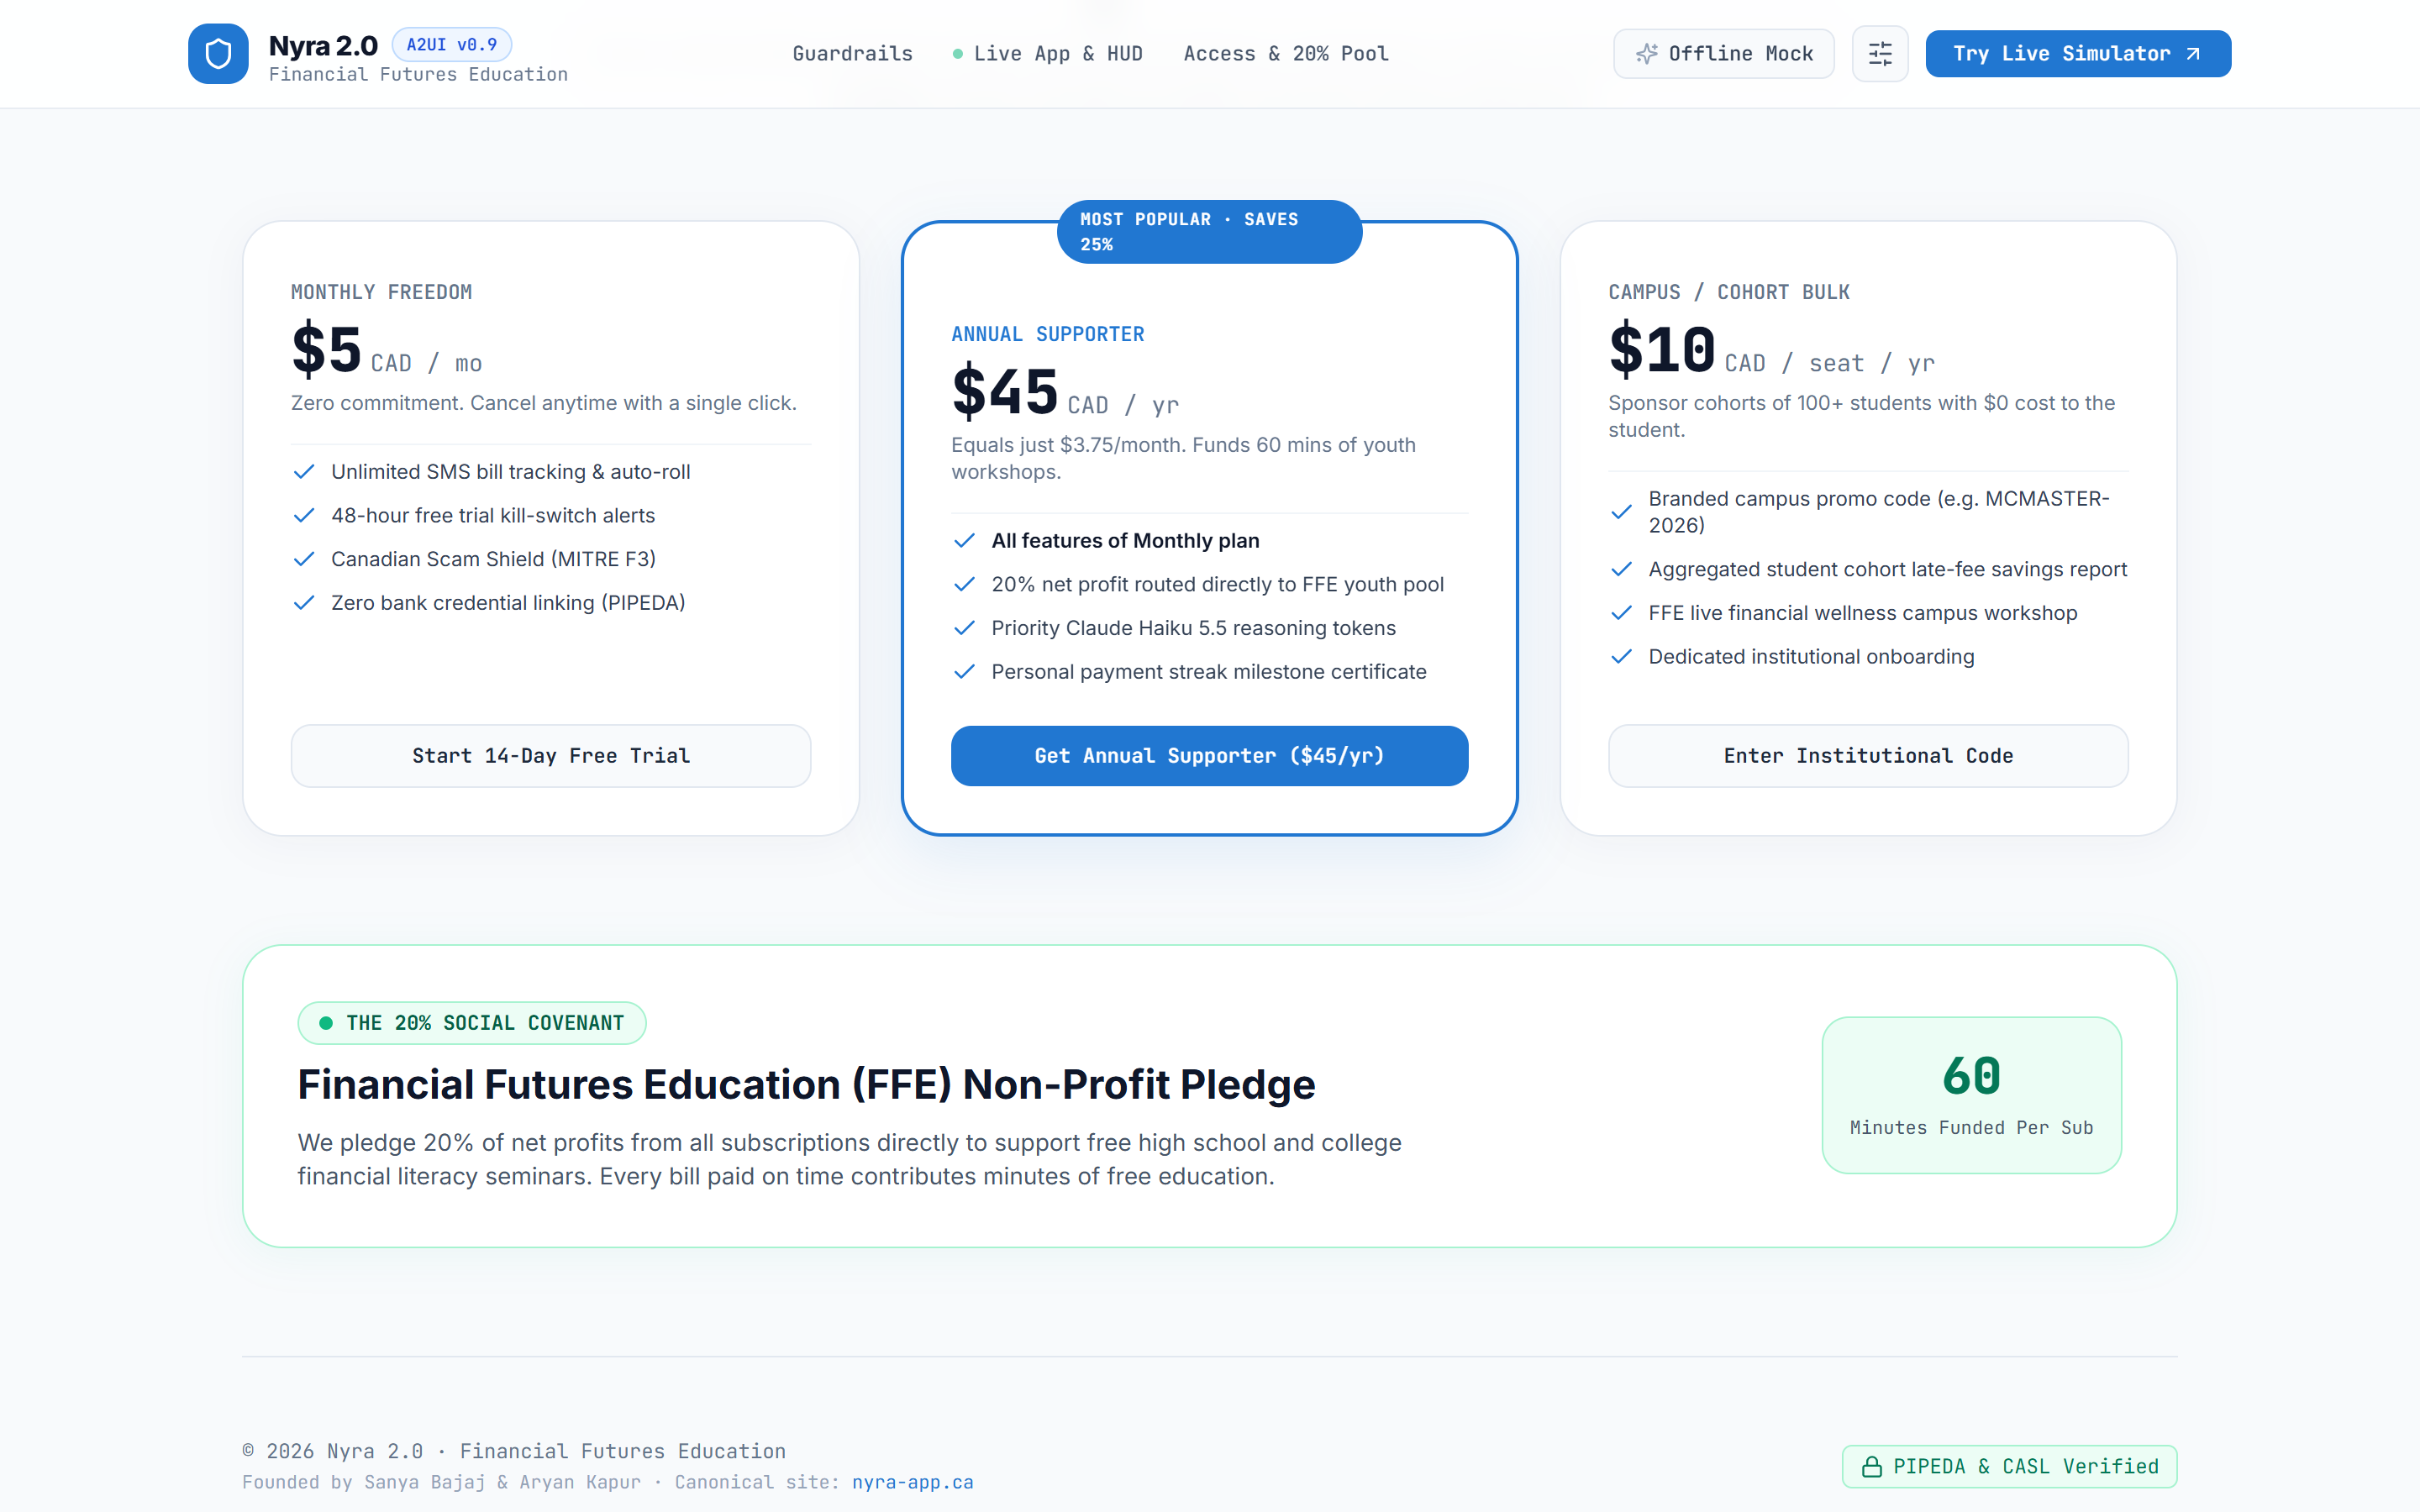 Nyra 2.0
A2UI v0.9
Financial Futures Education
Guardrails
Live App & HUD
Access & 20% Pool
Offline Mock
Try Live Simulator
MONTHLY FREEDOM
$5 CAD / mo
Zero commitment. Cancel anytime with a single click.
Unlimited SMS bill tracking & auto-roll
48-hour free trial kill-switch alerts
Canadian Scam Shield (MITRE F3)
Zero bank credential linking (PIPEDA)
Start 14-Day Free Trial
MOST POPULAR · SAVES
25%
ANNUAL SUPPORTER
$45 CAD / yr
Equals just $3.75/month. Funds 60 mins of youth
workshops.
All features of Monthly plan
20% net profit routed directly to FFE youth pool
Priority Claude Haiku 5.5 reasoning tokens
Personal payment streak milestone certificate
Get Annual Supporter ($45/yr)
CAMPUS / COHORT BULK
$10 CAD / seat / yr
Sponsor cohorts of 100+ students with $0 cost to the
student.
Branded campus promo code (e.g. MCMASTER-
2026)
Aggregated student cohort late-fee savings report
FFE live financial wellness campus workshop
Dedicated institutional onboarding
Enter Institutional Code
THE 20% SOCIAL COVENANT
Financial Futures Education (FFE) Non-Profit Pledge
We pledge 20% of net profits from all subscriptions directly to support free high school and college
financial literacy seminars. Every bill paid on time contributes minutes of free education.
60
Minutes Funded Per Sub
© 2026 Nyra 2.0 · Financial Futures Education
Founded by Sanya Bajaj & Aryan Kapur · Canonical site: nyra-app.ca
PIPEDA & CASL Verified